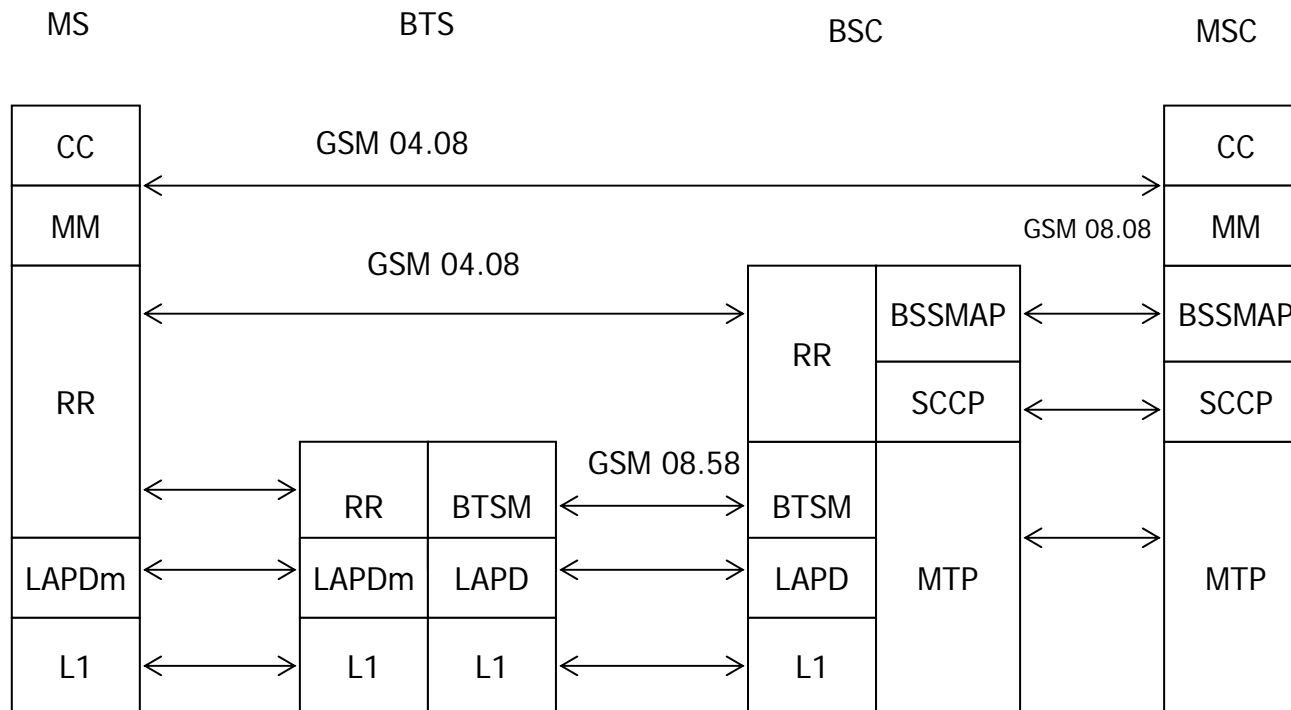 MS BTS BSC MSC
CC GSM 04.08 CC
MM GSM 08.08 MM
GSM 04.08
RR RR BSSMAP BSSMAP
SCCP SCCP
GSM 08.58
RR BTSM BTSM
LAPDm LAPDm LAPD LAPD MTP MTP
L1 L1 L1 L1